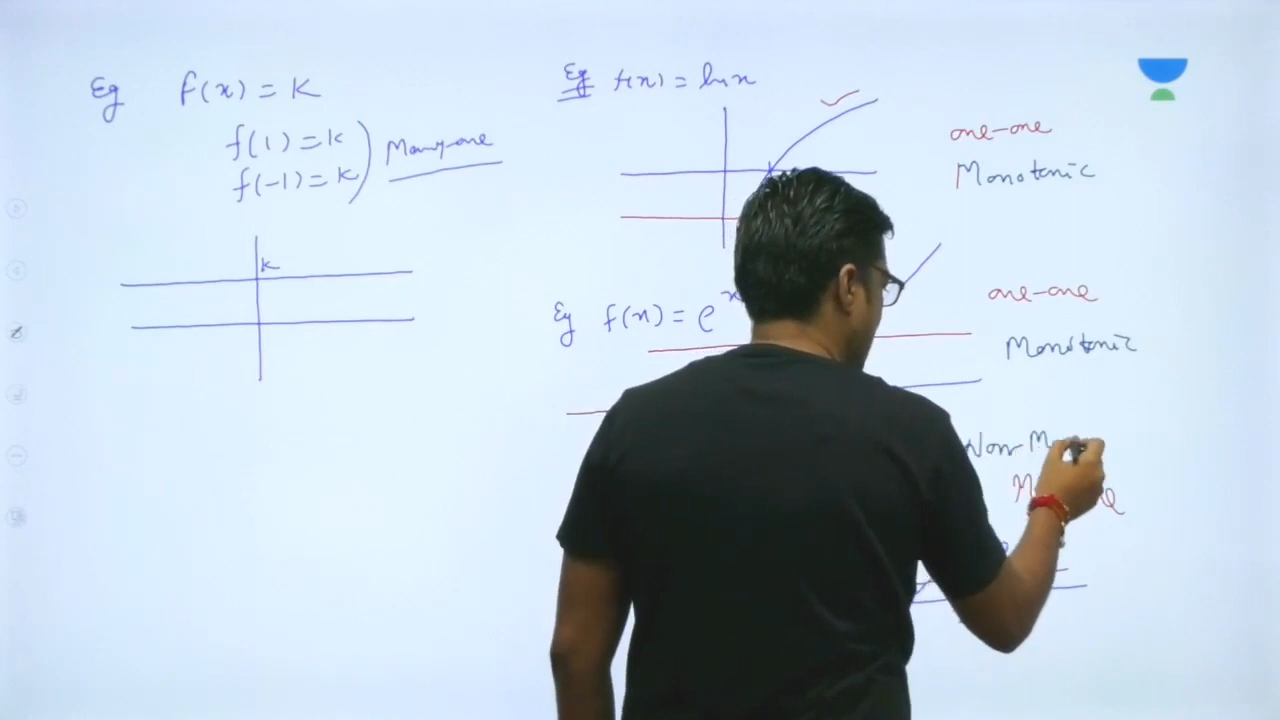 Eg f(x) = K
f(1) = K
f(-1) = K
Many-one
K
Eg f(x) = ln x
one-one
Monotonic
Eg f(x) = e^x
one-one
Monotonic
Non-M